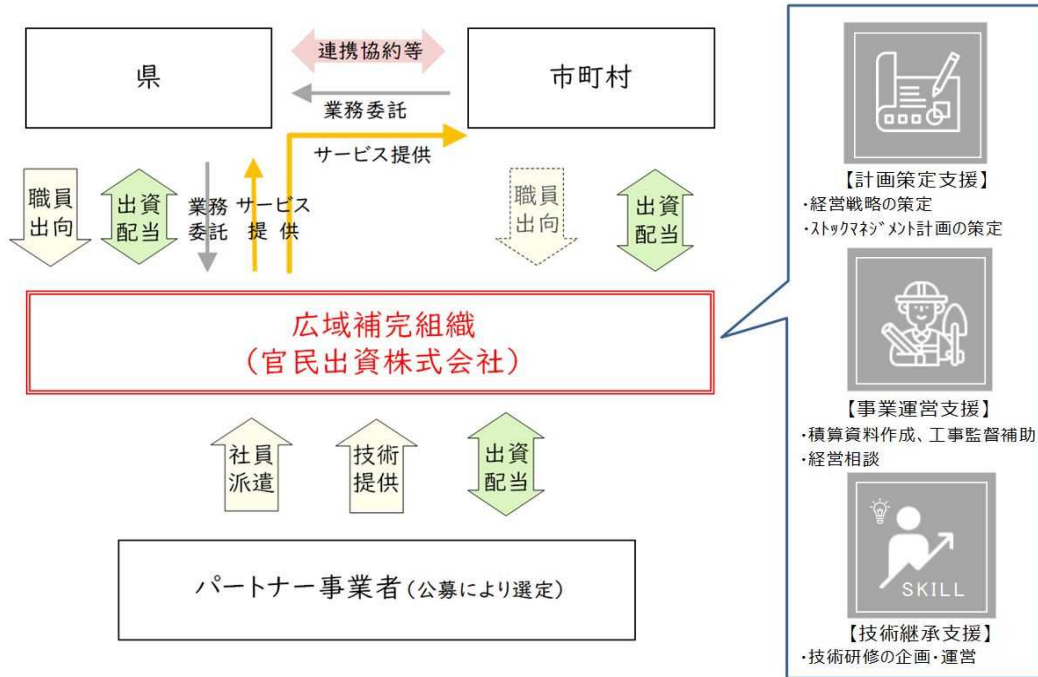 県
連携協約等
業務委託
サービス提供
市町村
職員
出向
出資
配当
業務
委託
サービス
提 供
職員
出向
出資
配当
広域補完組織
（官民出資株式会社）
社員
派遣
技術
提供
出資
配当
パートナー事業者（公募により選定）
【計画策定支援】
・経営戦略の策定
・ストックマネジメント計画の策定
【事業運営支援】
・積算資料作成、工事監督補助
・経営相談
SKILL
【技術継承支援】
・技術研修の企画・運営